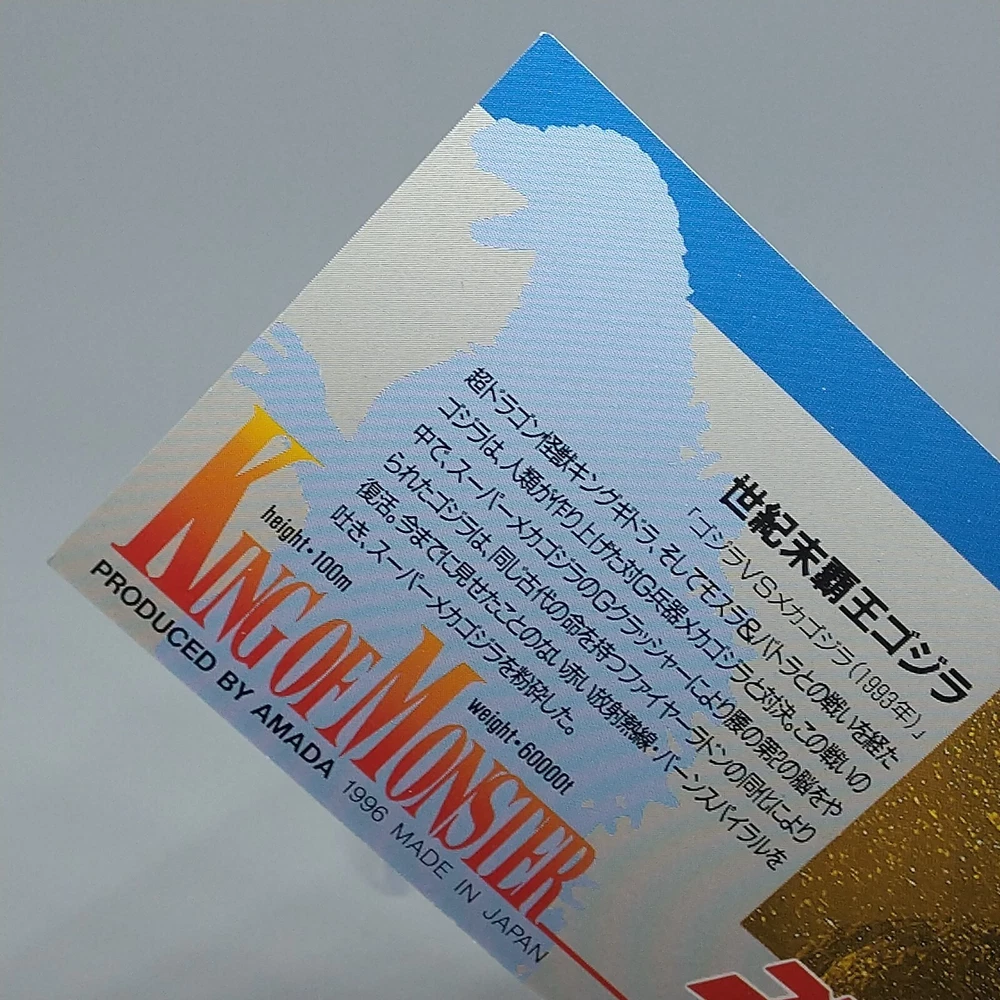 世紀末覇王ゴジラ
「ゴジラVSメカゴジラ(1993年)」
超ドラゴン怪獣キングギドラ、そしてモスラ&バトラとの戦いを経た
ゴジラは、人類が作り上げた対G兵器メカゴジラと対決。この戦いの
中で、スーパーメカゴジラのGクラッシャーにより腰の第2の脳をや
られたゴジラは、同じ古代の命を持つファイヤーラドンの同化により
復活。今までに見せたことのない赤い放射熱線・バーンスパイラルを
吐き、スーパーメカゴジラを粉砕した。
height・100m
weight・60000t
KING OF MONSTER
PRODUCED BY AMADA 1996 MADE IN JAPAN